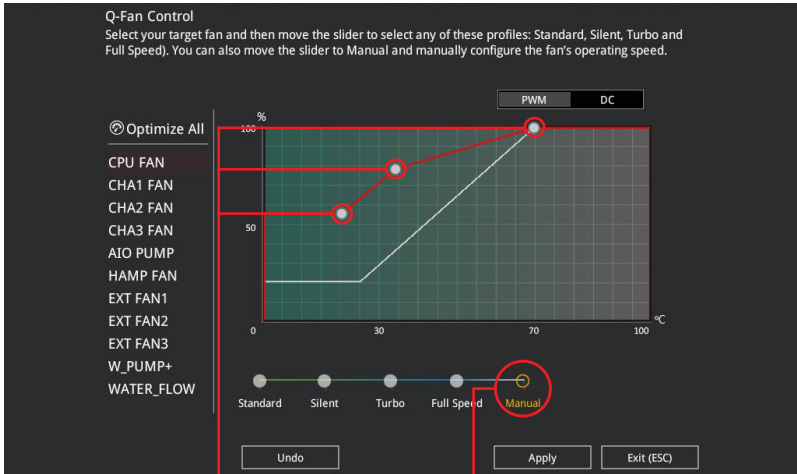 Q-Fan Control
Select your target fan and then move the slider to select any of these profiles: Standard, Silent, Turbo and
Full Speed). You can also move the slider to Manual and manually configure the fan's operating speed.
PWM DC
Optimize All
CPU FAN
CHA1 FAN
CHA2 FAN
CHA3 FAN
AIO PUMP
HAMP FAN
EXT FAN1
EXT FAN2
EXT FAN3
W_PUMP+
WATER_FLOW
%
100
50
0 30 70 100
ºC
Standard Silent Turbo Full Speed Manual
Undo Apply Exit (ESC)